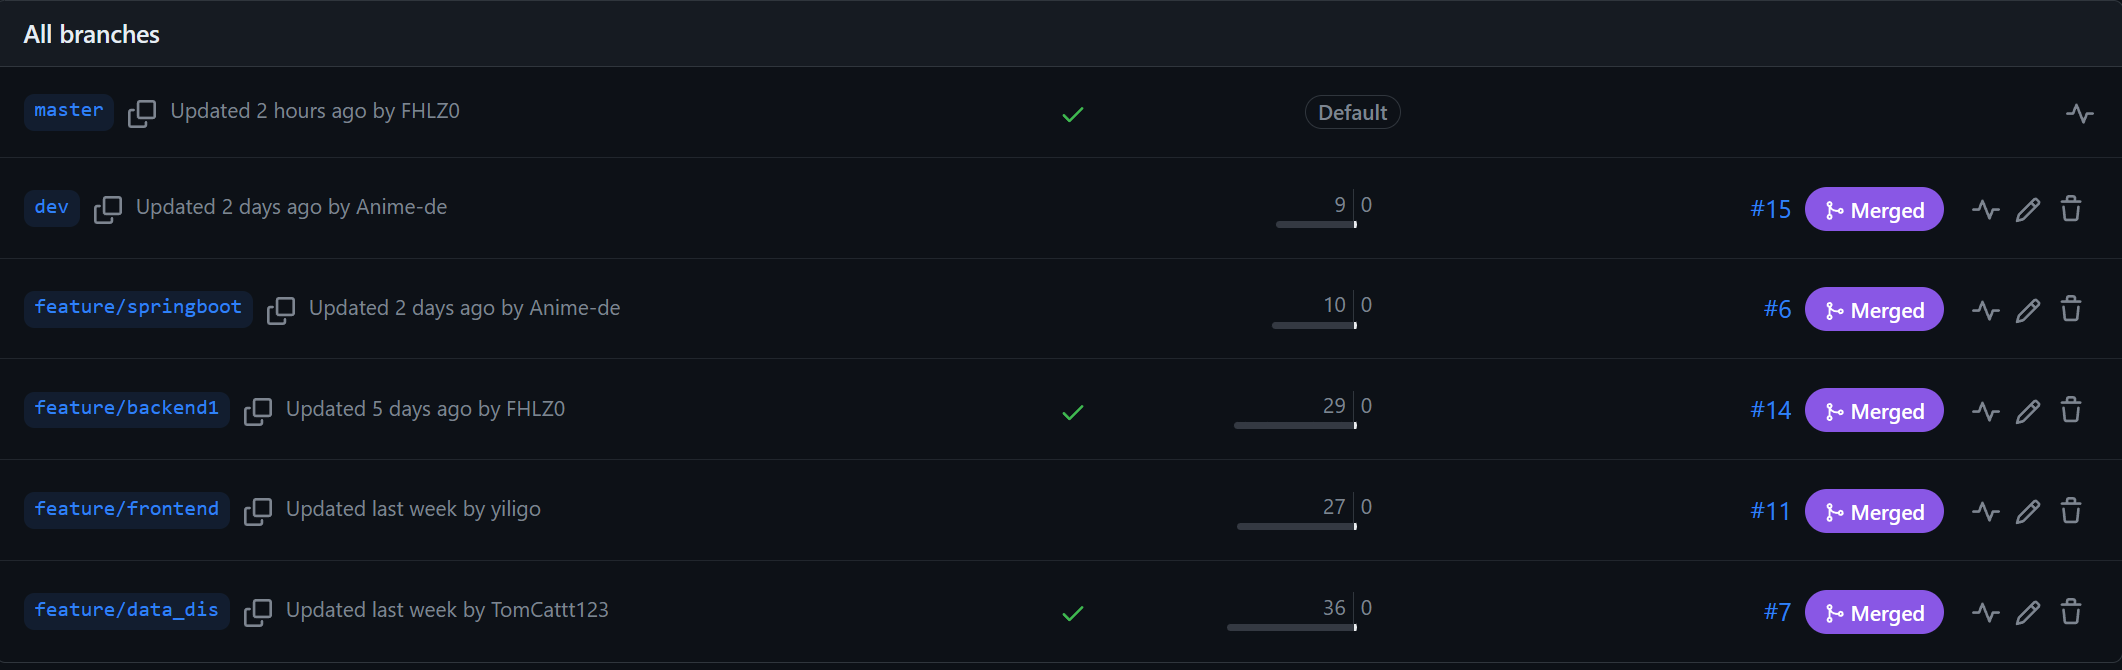 All branches
master Updated 2 hours ago by FHLZ0 Default
dev Updated 2 days ago by Anime-de 9 0 #15 Merged
feature/springboot Updated 2 days ago by Anime-de 10 0 #6 Merged
feature/backend1 Updated 5 days ago by FHLZ0 29 0 #14 Merged
feature/frontend Updated last week by yiligo 27 0 #11 Merged
feature/data_dis Updated last week by TomCattt123 36 0 #7 Merged